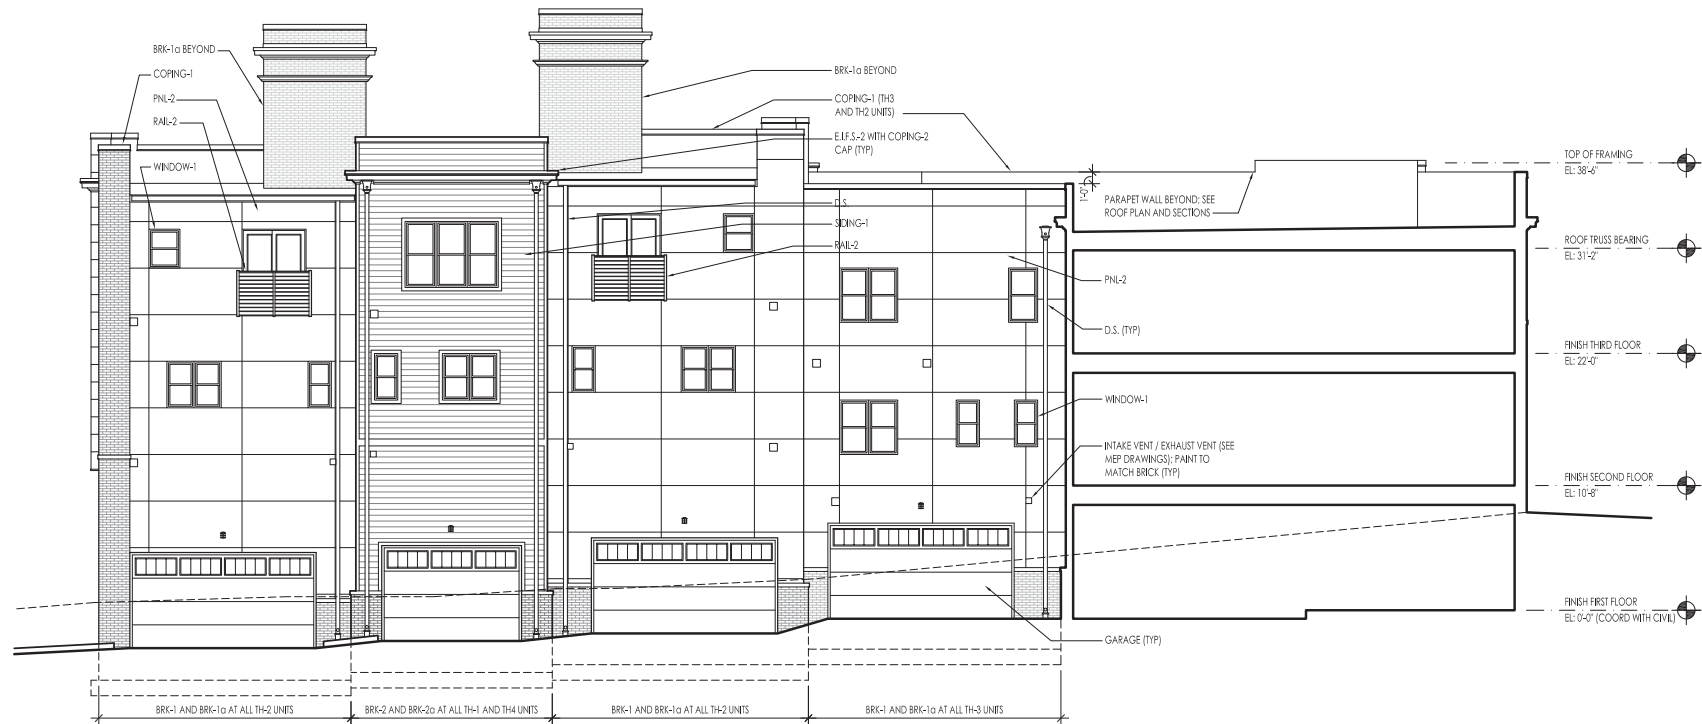 BRK-1a BEYOND
COPING-1
PNL-2
RAIL-2
WINDOW-1
BRK-1a BEYOND
COPING-1 (TH3
AND TH2 UNITS)
E.I.F.S.-2 WITH COPING-2
CAP (TYP)
D.S.
SIDING-1
RAIL-2
1'-0"
PARAPET WALL BEYOND; SEE
ROOF PLAN AND SECTIONS
PNL-2
D.S. (TYP)
WINDOW-1
INTAKE VENT / EXHAUST VENT (SEE
MEP DRAWINGS); PAINT TO
MATCH BRICK (TYP)
GARAGE (TYP)
TOP OF FRAMING
EL: 38'-6"
ROOF TRUSS BEARING
EL: 31'-2"
FINISH THIRD FLOOR
EL: 22'-0"
FINISH SECOND FLOOR
EL: 10'-8"
FINISH FIRST FLOOR
EL: 0'-0" (COORD WITH CIVIL)
BRK-1 AND BRK-1a AT ALL TH-2 UNITS
BRK-2 AND BRK-2a AT ALL TH-1 AND TH4 UNITS
BRK-1 AND BRK-1a AT ALL TH-2 UNITS
BRK-1 AND BRK-1a AT ALL TH-3 UNITS